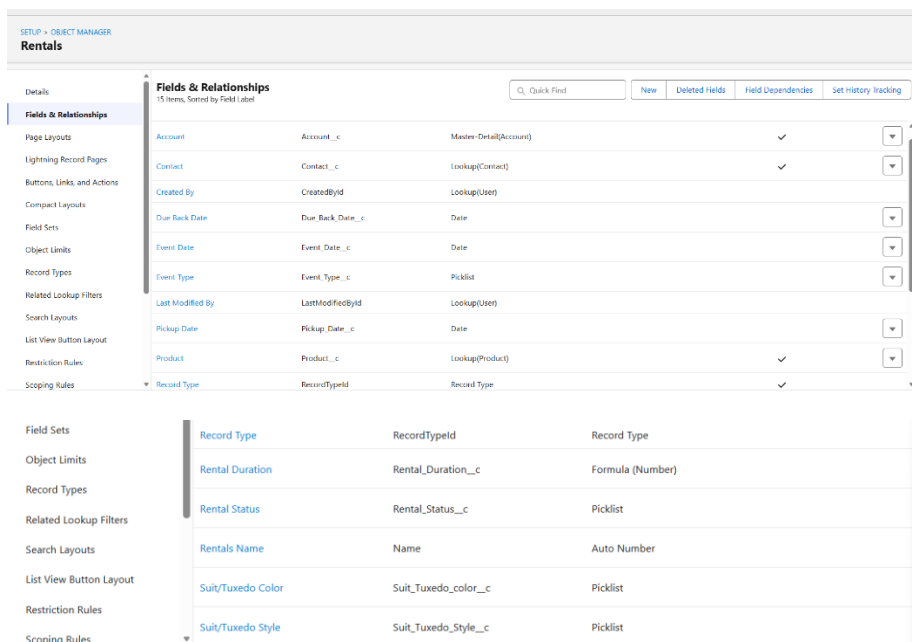 SETUP > OBJECT MANAGER
Rentals
Details
Fields & Relationships
Page Layouts
Lightning Record Pages
Buttons, Links, and Actions
Compact Layouts
Field Sets
Object Limits
Record Types
Related Lookup Filters
Search Layouts
List View Button Layout
Restriction Rules
Scoping Rules
Fields & Relationships
15 Items, Sorted by Field Label
Quick Find
New
Deleted Fields
Field Dependencies
Set History Tracking
Account Account__c Master-Detail(Account)
Contact Contact__c Lookup(Contact)
Created By CreatedById Lookup(User)
Due Back Date Due_Back_Date__c Date
Event Date Event_Date__c Date
Event Type Event_Type__c Picklist
Last Modified By LastModifiedById Lookup(User)
Pickup Date Pickup_Date__c Date
Product Product__c Lookup(Product)
Record Type RecordTypeId Record Type
Field Sets
Object Limits
Record Types
Related Lookup Filters
Search Layouts
List View Button Layout
Restriction Rules
Scoping Rules
Record Type RecordTypeId Record Type
Rental Duration Rental_Duration__c Formula (Number)
Rental Status Rental_Status__c Picklist
Rentals Name Name Auto Number
Suit/Tuxedo Color Suit_Tuxedo_color__c Picklist
Suit/Tuxedo Style Suit_Tuxedo_Style__c Picklist